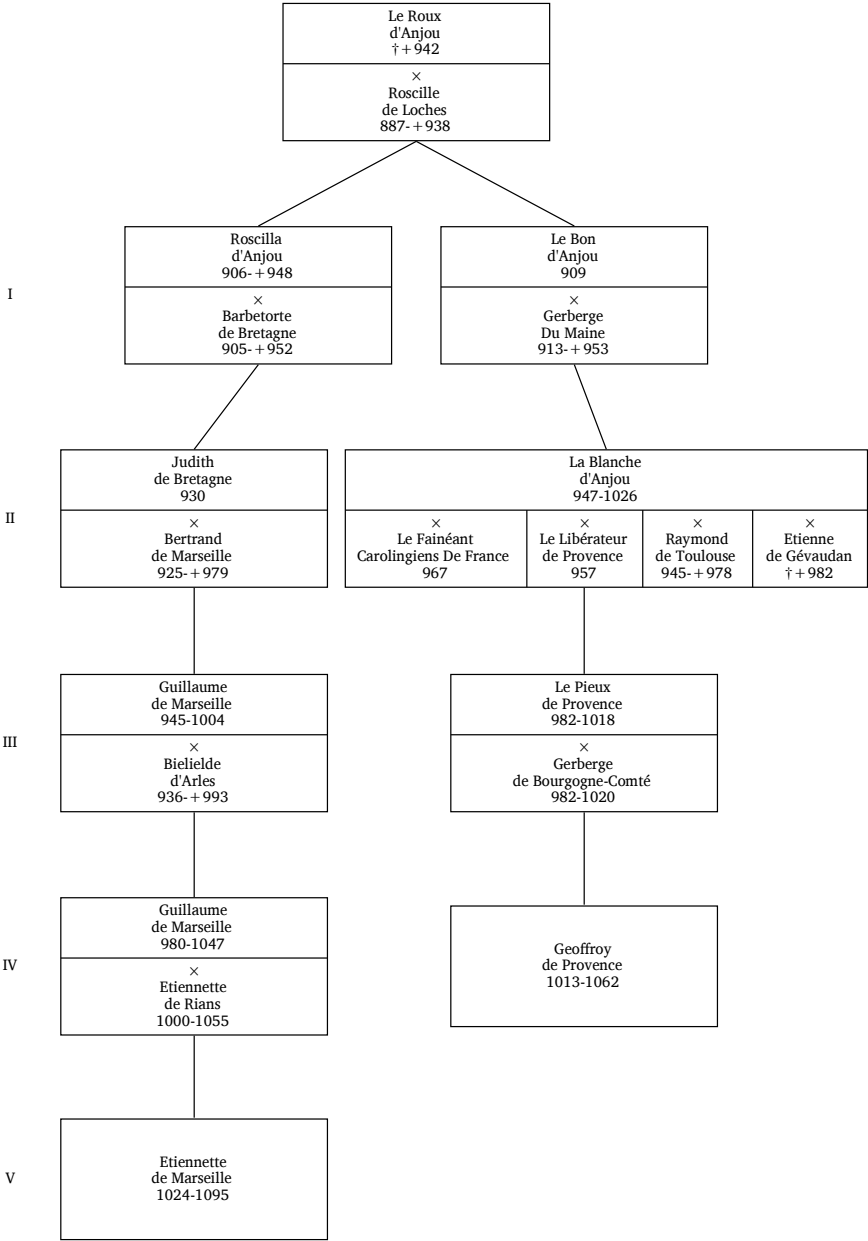 Le Roux
d'Anjou
†+942
×
Roscille
de Loches
887-+938
I
Roscilla
d'Anjou
906-+948
×
Barbetorte
de Bretagne
905-+952
Le Bon
d'Anjou
909
×
Gerberge
Du Maine
913-+953
II
Judith
de Bretagne
930
×
Bertrand
de Marseille
925-+979
La Blanche
d'Anjou
947-1026
×
Le Fainéant
Carolingiens De France
967
×
Le Libérateur
de Provence
957
×
Raymond
de Toulouse
945-+978
×
Etienne
de Gévaudan
†+982
III
Guillaume
de Marseille
945-1004
×
Bielielde
d'Arles
936-+993
Le Pieux
de Provence
982-1018
×
Gerberge
de Bourgogne-Comté
982-1020
IV
Guillaume
de Marseille
980-1047
×
Etiennette
de Rians
1000-1055
Geoffroy
de Provence
1013-1062
V
Etiennette
de Marseille
1024-1095